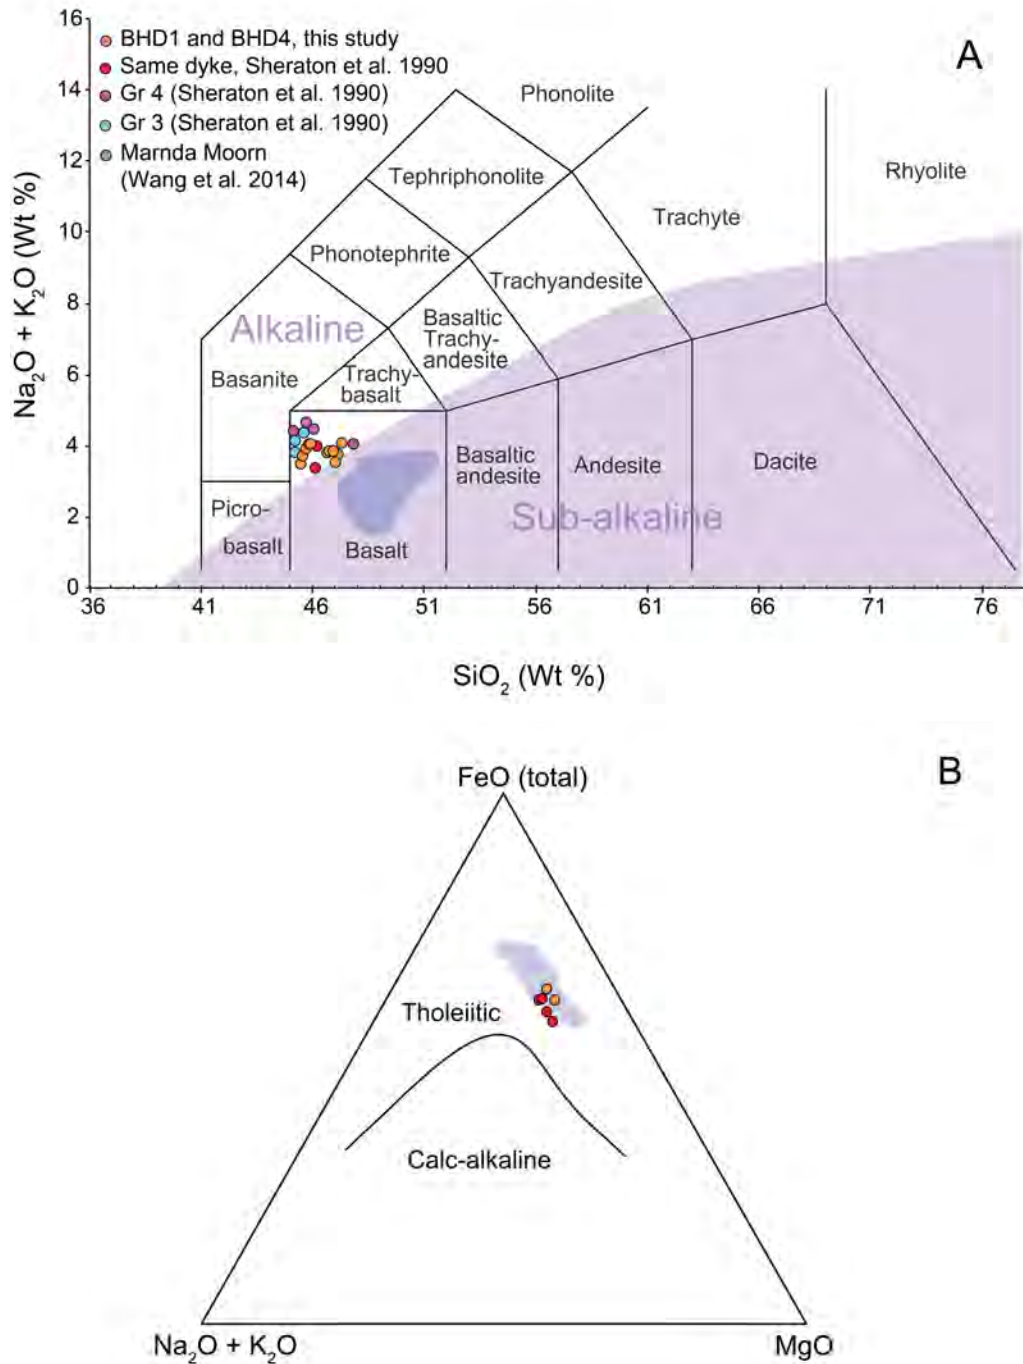 A
BHD1 and BHD4, this study
Same dyke, Sheraton et al. 1990
Gr 4 (Sheraton et al. 1990)
Gr 3 (Sheraton et al. 1990)
Marnda Moorn
(Wang et al. 2014)
Na₂O + K₂O (Wt %)
16
14
12
10
8
6
4
2
0
Phonolite
Tephriphonolite
Rhyolite
Trachyte
Phonotephrite
Trachyandesite
Alkaline
Basaltic
Trachy-
andesite
Basanite
Trachy-
basalt
Basaltic
andesite
Andesite
Dacite
Picro-
basalt
Basalt
Sub-alkaline
36 41 46 51 56 61 66 71 76
SiO₂ (Wt %)
B
FeO (total)
Tholeiitic
Calc-alkaline
Na₂O + K₂O
MgO